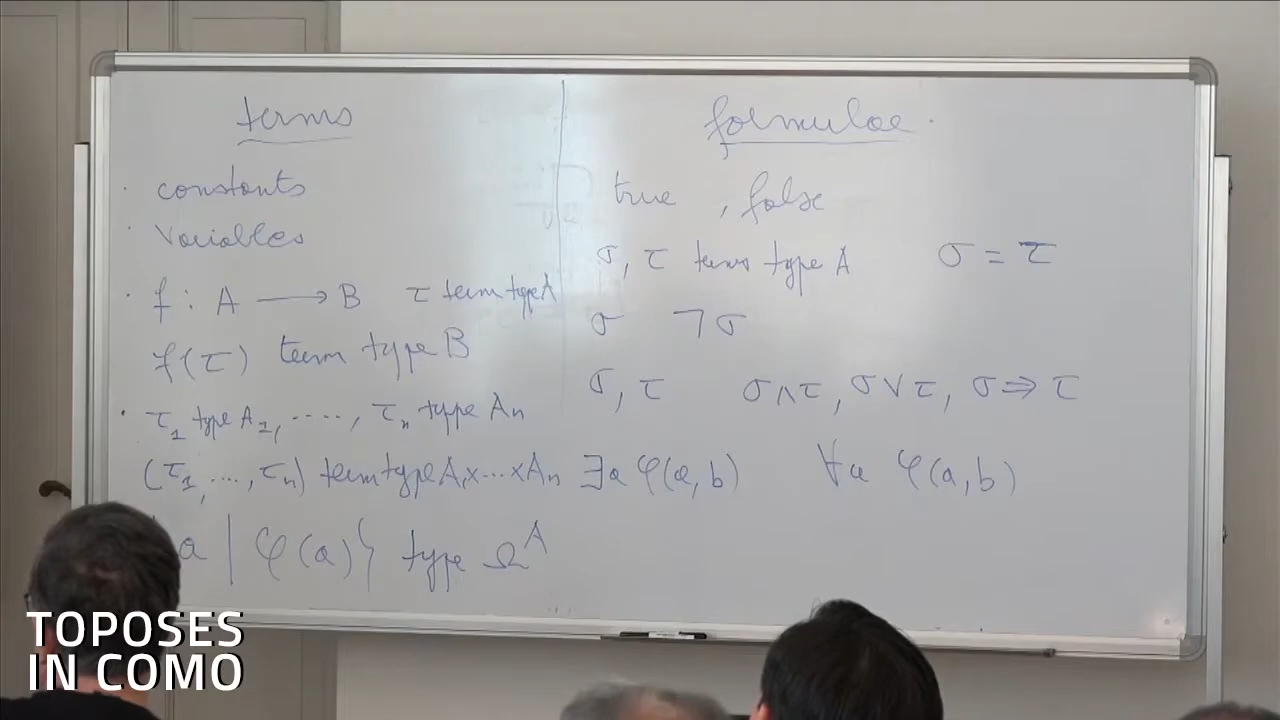 terms
· constants
· Variables
· f : A ⟶ B τ term type A
f(τ) term type B
· τ₁ type A₁, ....., τₙ type Aₙ
(τ₁, ..., τₙ) term type A₁×...×Aₙ
a | φ(a)} type Ω^A
formulae.
true , false
σ, τ terms type A σ = τ
σ ¬σ
σ, τ σ∧τ, σ∨τ, σ⇒τ
∃a φ(a, b) ∀a φ(a, b)
TOPOSES
IN COMO